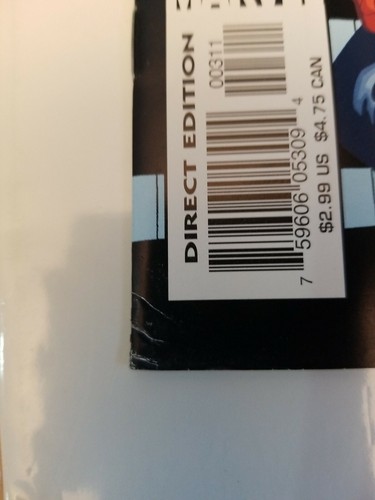 DIRECT EDITION
00311
7 59606 05309 4
$2.99 US $4.75 CAN